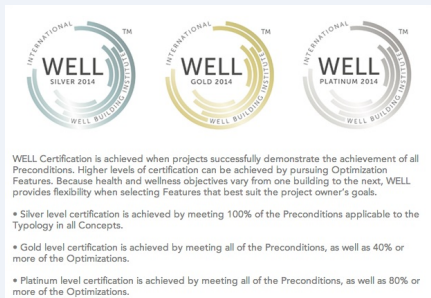 INTERNATIONAL WELL BUILDING INSTITUTE TM
WELL
SILVER 2014
INTERNATIONAL WELL BUILDING INSTITUTE TM
WELL
GOLD 2014
INTERNATIONAL WELL BUILDING INSTITUTE TM
WELL
PLATINUM 2014
WELL Certification is achieved when projects successfully demonstrate the achievement of all
Preconditions. Higher levels of certification can be achieved by pursuing Optimization
Features. Because health and wellness objectives vary from one building to the next, WELL
provides flexibility when selecting Features that best suit the project owner's goals.
• Silver level certification is achieved by meeting 100% of the Preconditions applicable to the
Typology in all Concepts.
• Gold level certification is achieved by meeting all of the Preconditions, as well as 40% or
more of the Optimizations.
• Platinum level certification is achieved by meeting all of the Preconditions, as well as 80% or
more of the Optimizations.